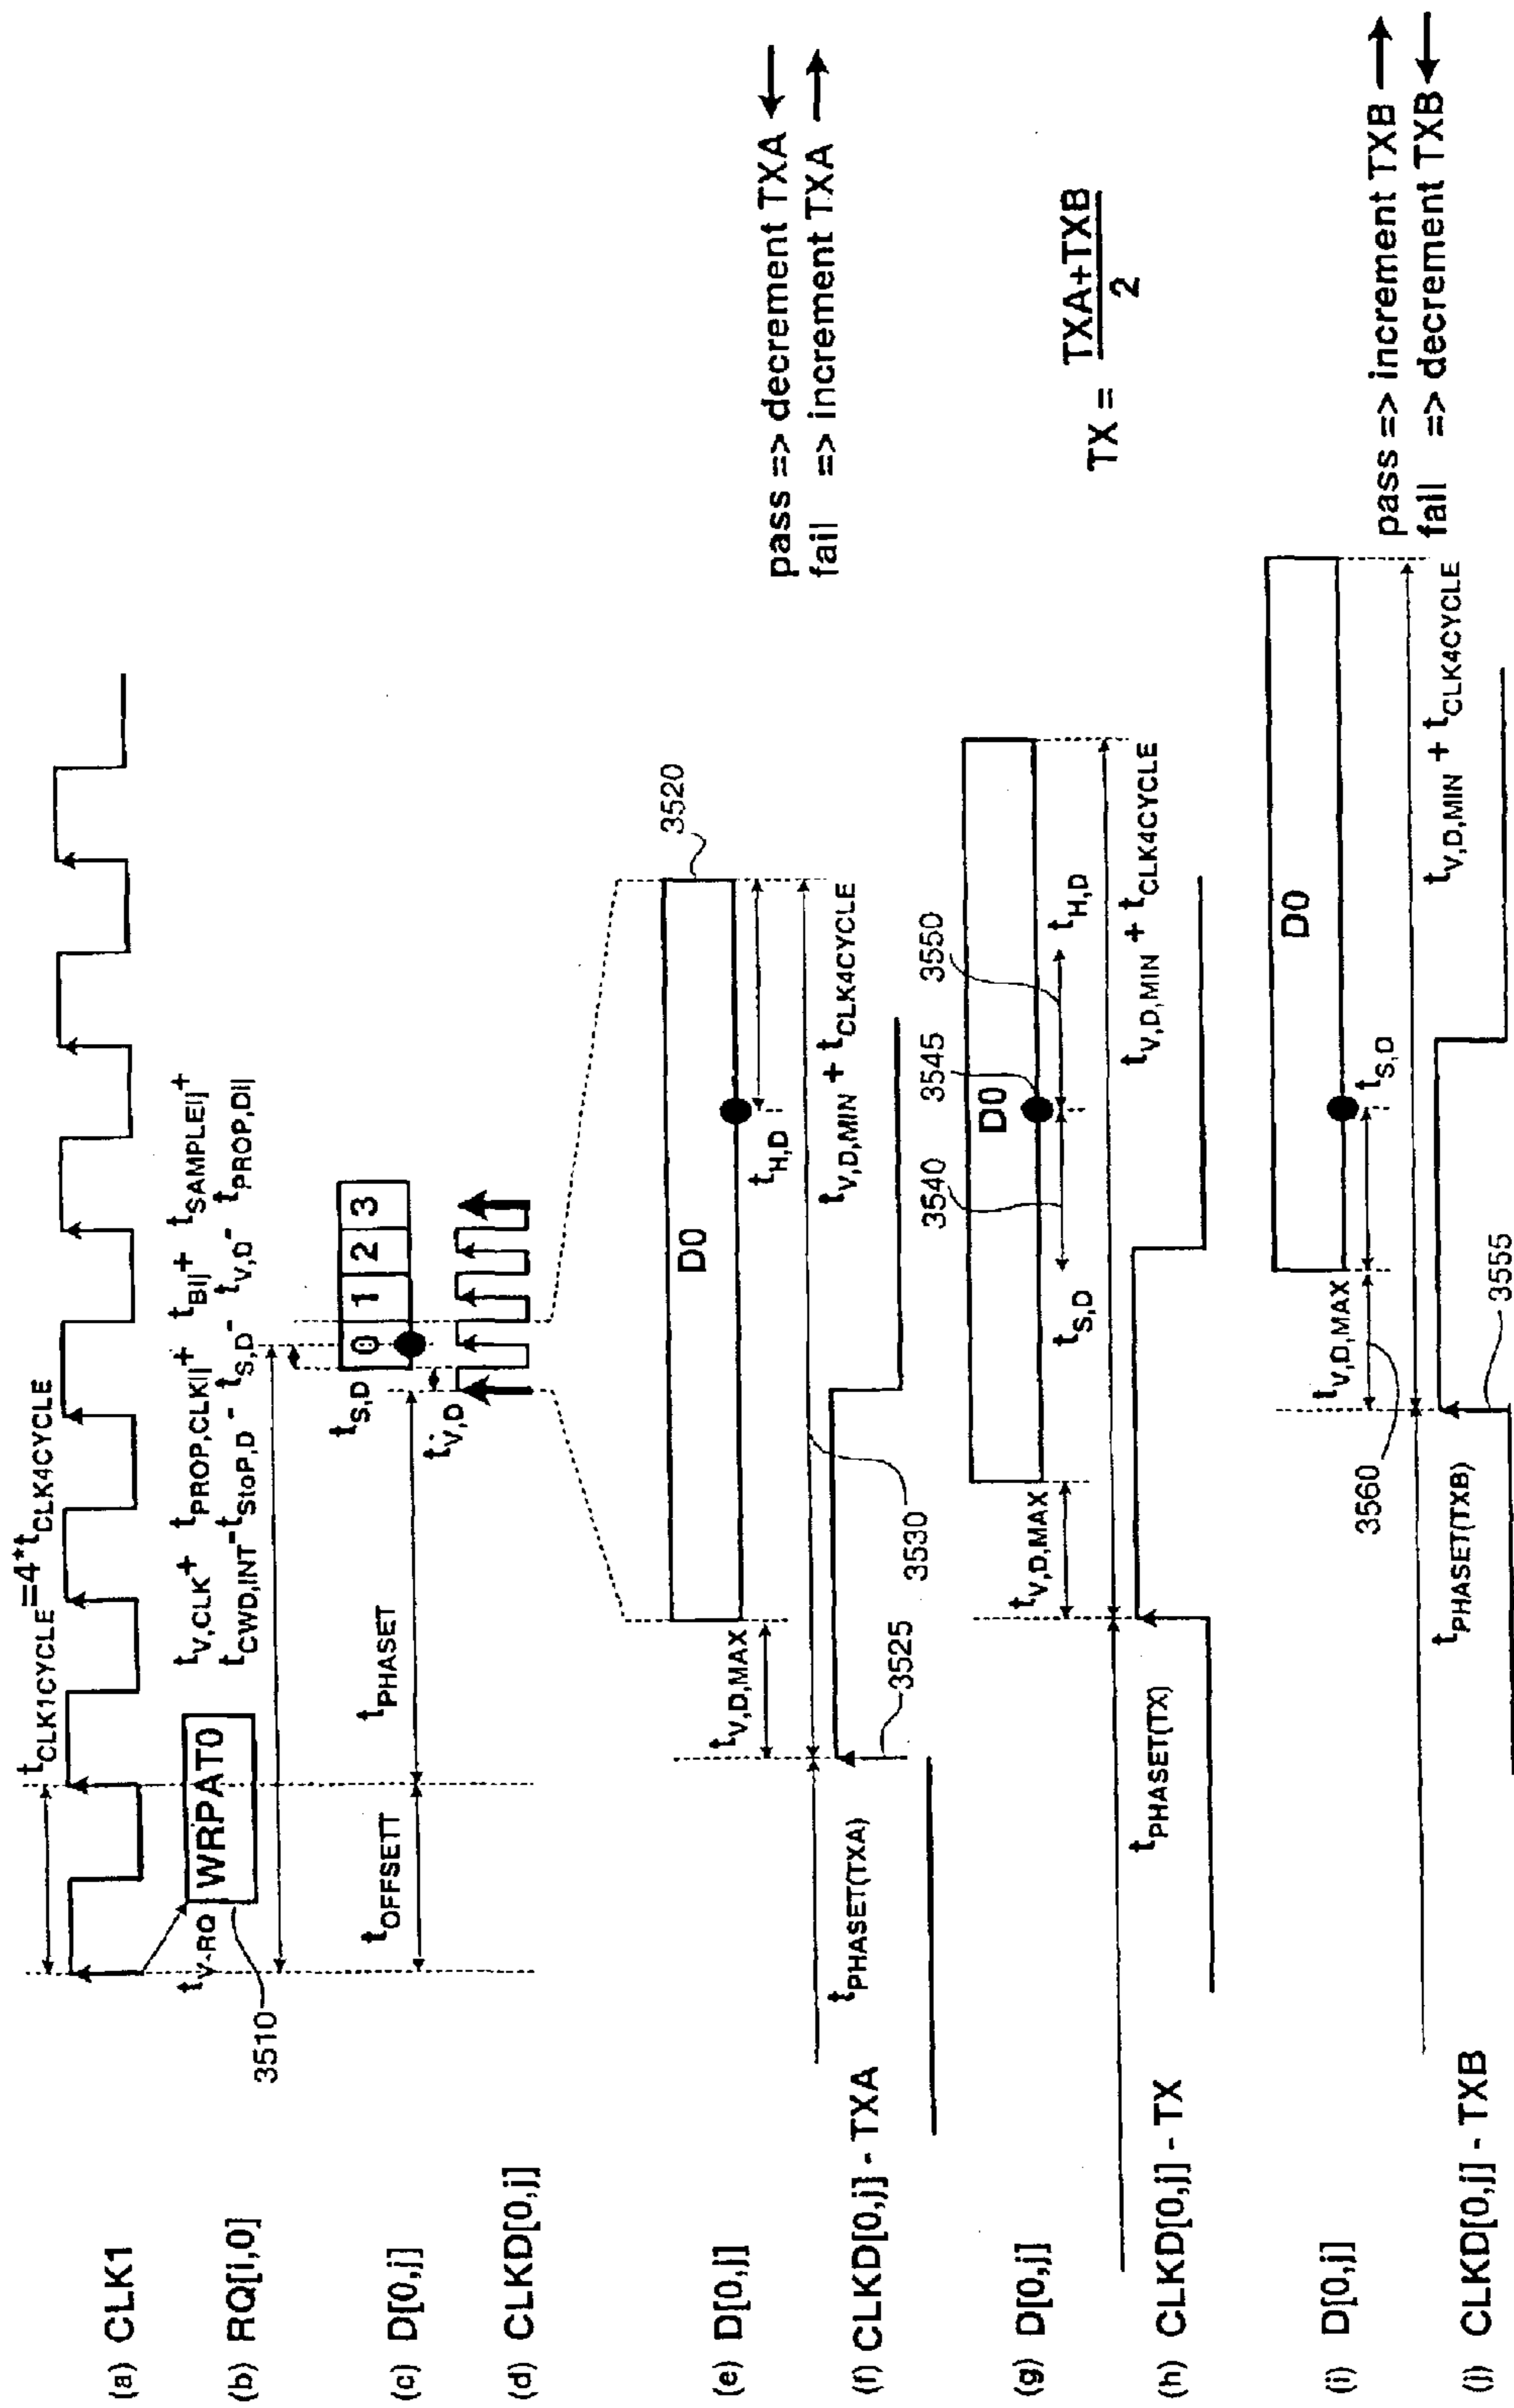 (a) CLK1
tCLK1CYCLE=4*tCLK4CYCLE
(b) RQ[i,0]
tV-RQ
WRPAT0
3510
tV,CLK+ tPROP,CLK||+ tB|j+ tSAMPLE|j+
tCWD,INT-tStoP,D- tS,D- tV,D- tPROP,D||
(c) D[0,j]
tOFFSETT
tPHASET
tS,D
tV,D
0 1 2 3
(d) CLKD[0,j]
(e) D[0,j]
tV,D,MAX
D0
3520
tH,D
(f) CLKD[0,j] - TXA
tPHASET(TXA)
3525
3530
tV,D,MIN + tCLK4CYCLE
pass => decrement TXA
fail => increment TXA
(g) D[0,j]
tV,D,MAX
D0
3540
3545
3550
tS,D
tH,D
(h) CLKD[0,j] - TX
tPHASET(TX)
tV,D,MIN + tCLK4CYCLE
TX = TXA+TXB
2
(i) D[0,j]
3560
tV,D,MAX
D0
tS,D
(j) CLKD[0,j] - TXB
tPHASET(TXB)
3555
tV,D,MIN + tCLK4CYCLE
pass => increment TXB
fail => decrement TXB